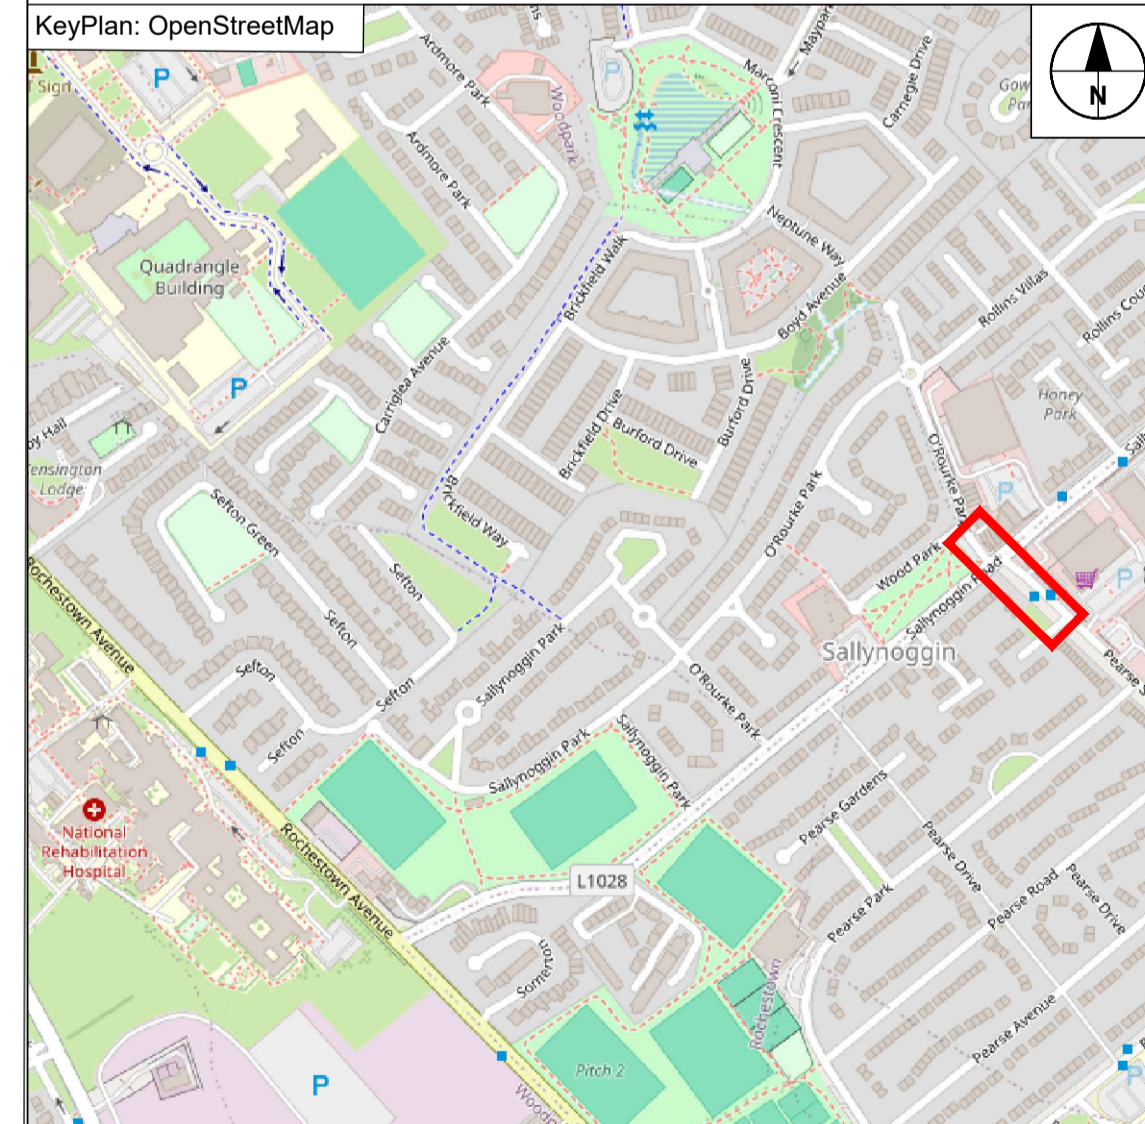 KeyPlan: OpenStreetMap
N
P
P
Sign
Ardmore Park
Woodpark
Marconi Crescent
Carnegie Drive
Ardmore Park
Neptune Way
Quadrangle
Building
Brickfield Walk
Boyd Avenue
Rollins Villas
P
Carriglea Avenue
Brickfield Drive
Burford Drive
Burford Drive
Honey
Park
O'Rourke Park
Lodge
Sefton Green
Brickfield Way
O'Rourke Park
P
Wood Park
Sallynoggin Road
P
Rochestown Avenue
Sefton
Sefton
Sallynoggin Park
Sallynoggin
Sefton
Sefton
Sefton
O'Rourke Park
Sallynoggin Park
Sallynoggin Park
Pearse Gardens
National
Rehabilitation
Hospital
Rochestown Avenue
L1028
Pearse Drive
Pearse Road
Pearse Drive
Pearse Park
Somerton
Rochestown
Pearse Avenue
Pitch 2
P
P